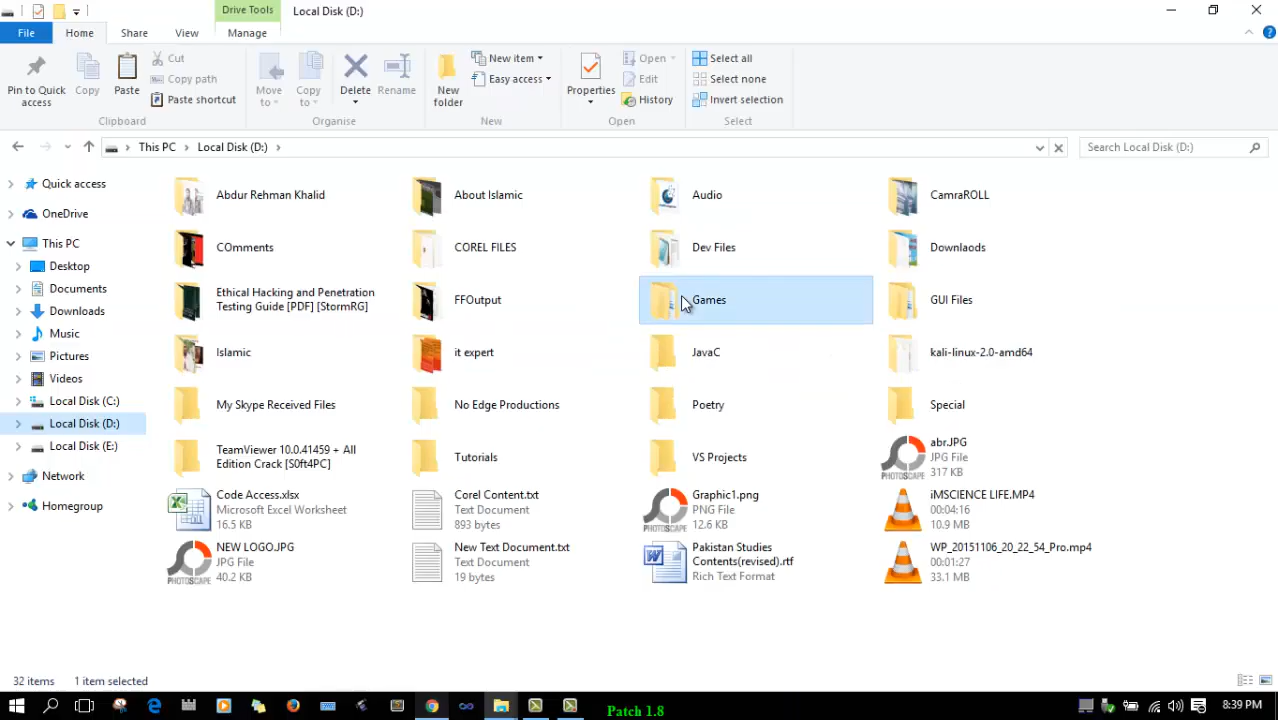 Drive Tools
Local Disk (D:)
File
Home
Share
View
Manage
Pin to Quick access
Copy
Paste
Cut
Copy path
Paste shortcut
Move to
Copy to
Delete
Rename
New folder
New item
Easy access
Properties
Open
Edit
History
Select all
Select none
Invert selection
Clipboard
Organise
New
Open
Select
This PC
Local Disk (D:)
Search Local Disk (D:)
Quick access
OneDrive
This PC
Desktop
Documents
Downloads
Music
Pictures
Videos
Local Disk (C:)
Local Disk (D:)
Local Disk (E:)
Network
Homegroup
Abdur Rehman Khalid
About Islamic
Audio
CamraROLL
COmments
COREL FILES
Dev Files
Downlaods
Ethical Hacking and Penetration
Testing Guide [PDF] [StormRG]
FFOutput
Games
GUI Files
Islamic
it expert
JavaC
kali-linux-2.0-amd64
My Skype Received Files
No Edge Productions
Poetry
Special
TeamViewer 10.0.41459 + All
Edition Crack [S0ft4PC]
Tutorials
VS Projects
abr.JPG
JPG File
317 KB
Code Access.xlsx
Microsoft Excel Worksheet
16.5 KB
Corel Content.txt
Text Document
893 bytes
Graphic1.png
PNG File
12.6 KB
iMSCIENCE LIFE.MP4
00:04:16
10.9 MB
NEW LOGO.JPG
JPG File
40.2 KB
New Text Document.txt
Text Document
19 bytes
Pakistan Studies
Contents(revised).rtf
Rich Text Format
WP_20151106_20_22_54_Pro.mp4
00:01:27
33.1 MB
PHOTOSCAPE
PHOTOSCAPE
PHOTOSCAPE
32 items
1 item selected
Patch 1.8
8:39 PM